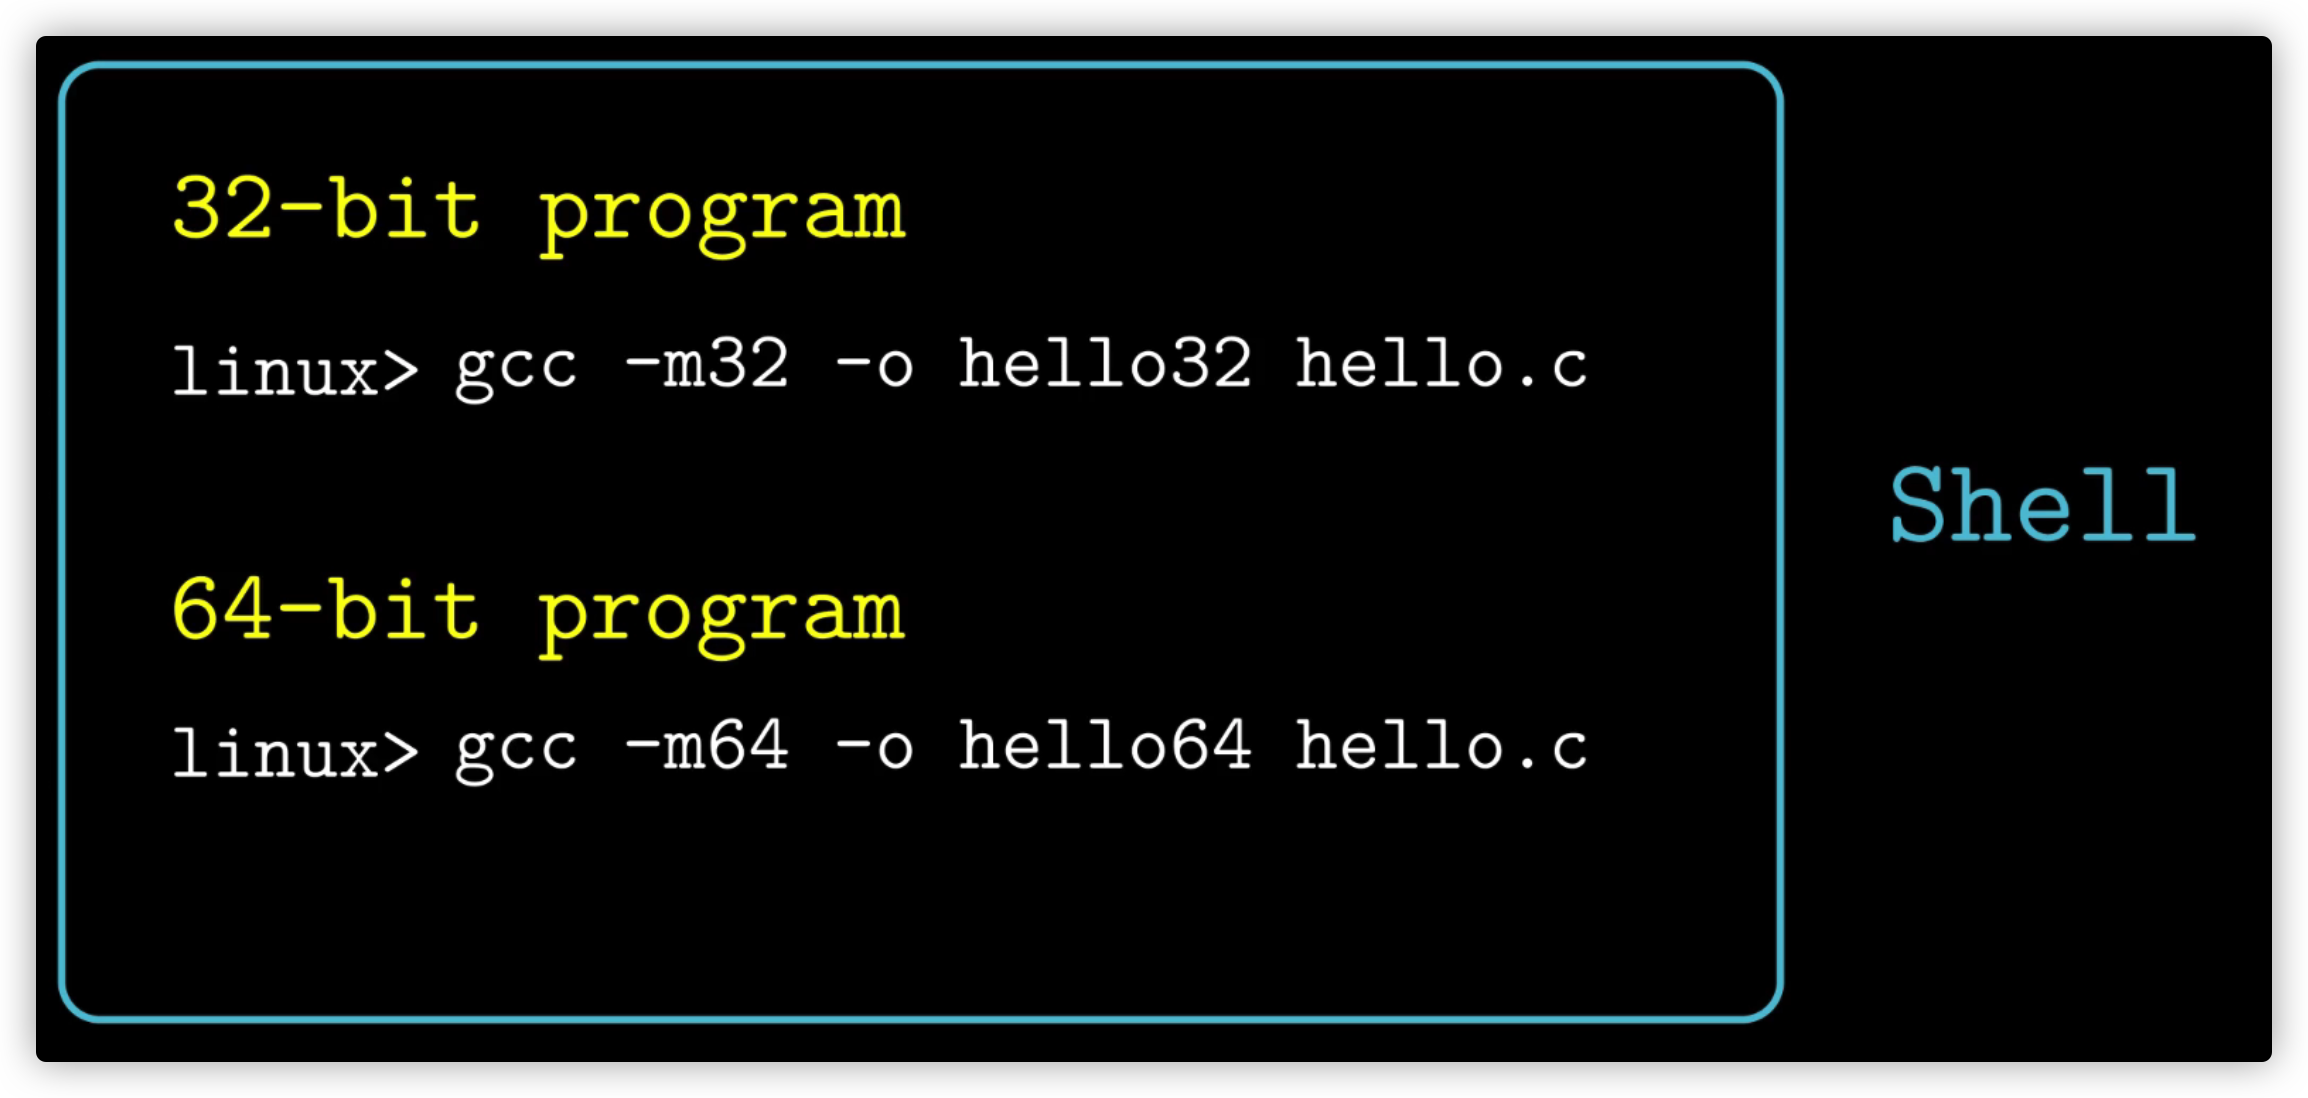 32-bit program
linux> gcc -m32 -o hello32 hello.c
64-bit program
linux> gcc -m64 -o hello64 hello.c
Shell